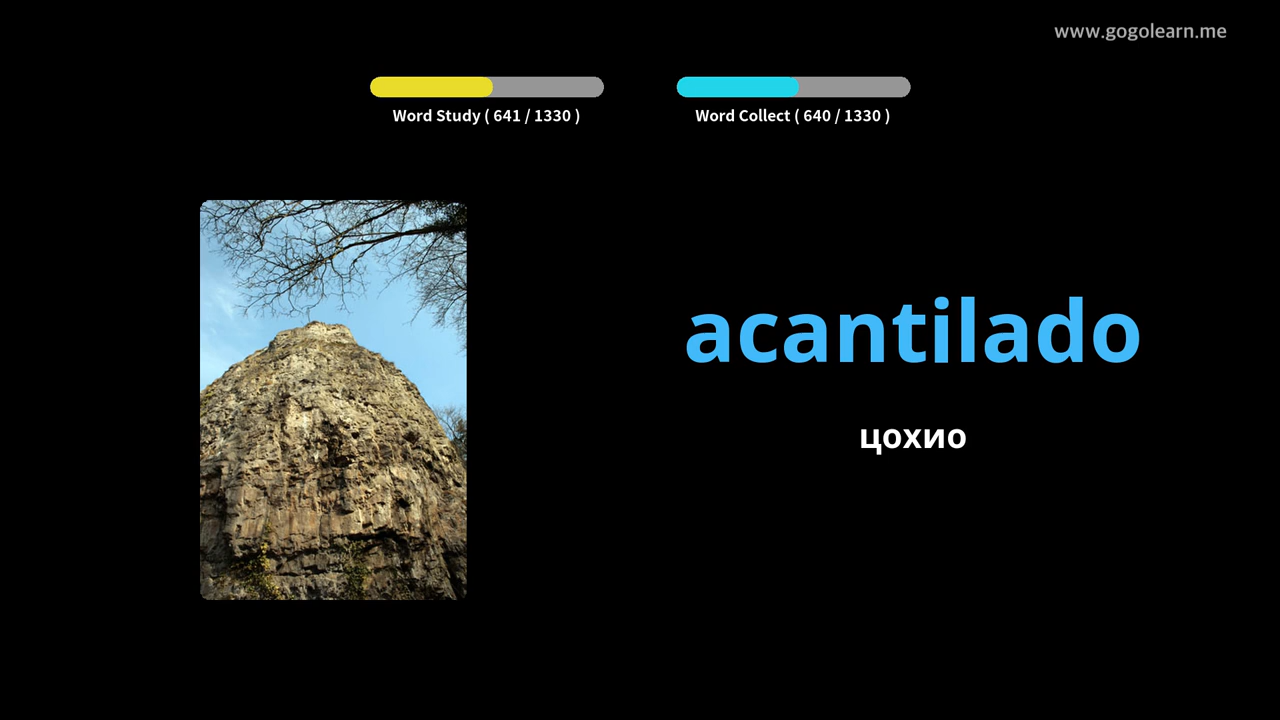 www.gogolearn.me
Word Study ( 641 / 1330 )
Word Collect ( 640 / 1330 )
acantilado
цохио